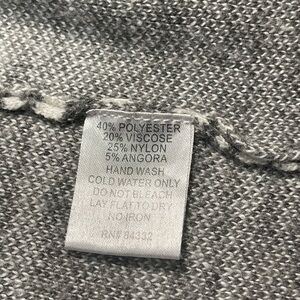 40% POLYESTER
20% VISCOSE
25% NYLON
5% ANGORA
HAND WASH
COLD WATER ONLY
DO NOT BLEACH
LAY FLAT TO DRY
NO IRON
RN# 84332